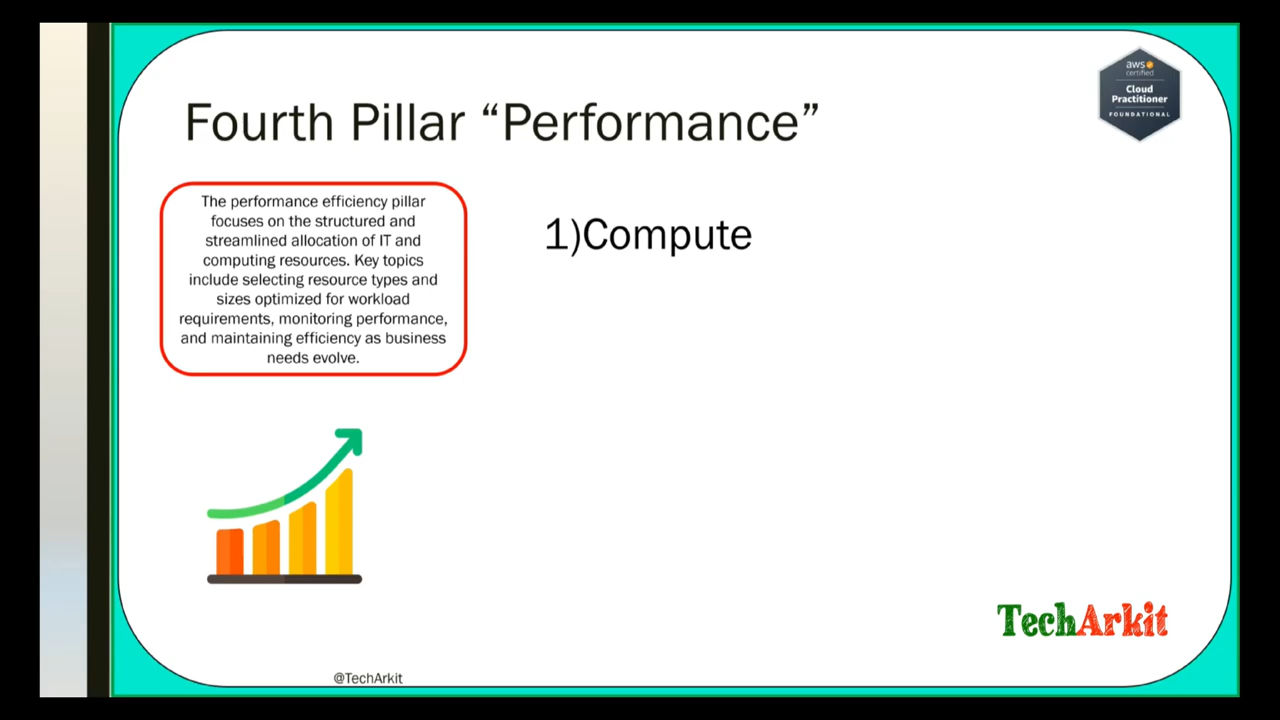 Fourth Pillar “Performance”
aws
certified
Cloud
Practitioner
FOUNDATIONAL
The performance efficiency pillar
focuses on the structured and
streamlined allocation of IT and
computing resources. Key topics
include selecting resource types and
sizes optimized for workload
requirements, monitoring performance,
and maintaining efficiency as business
needs evolve.
1)Compute
TechArkit
@TechArkit